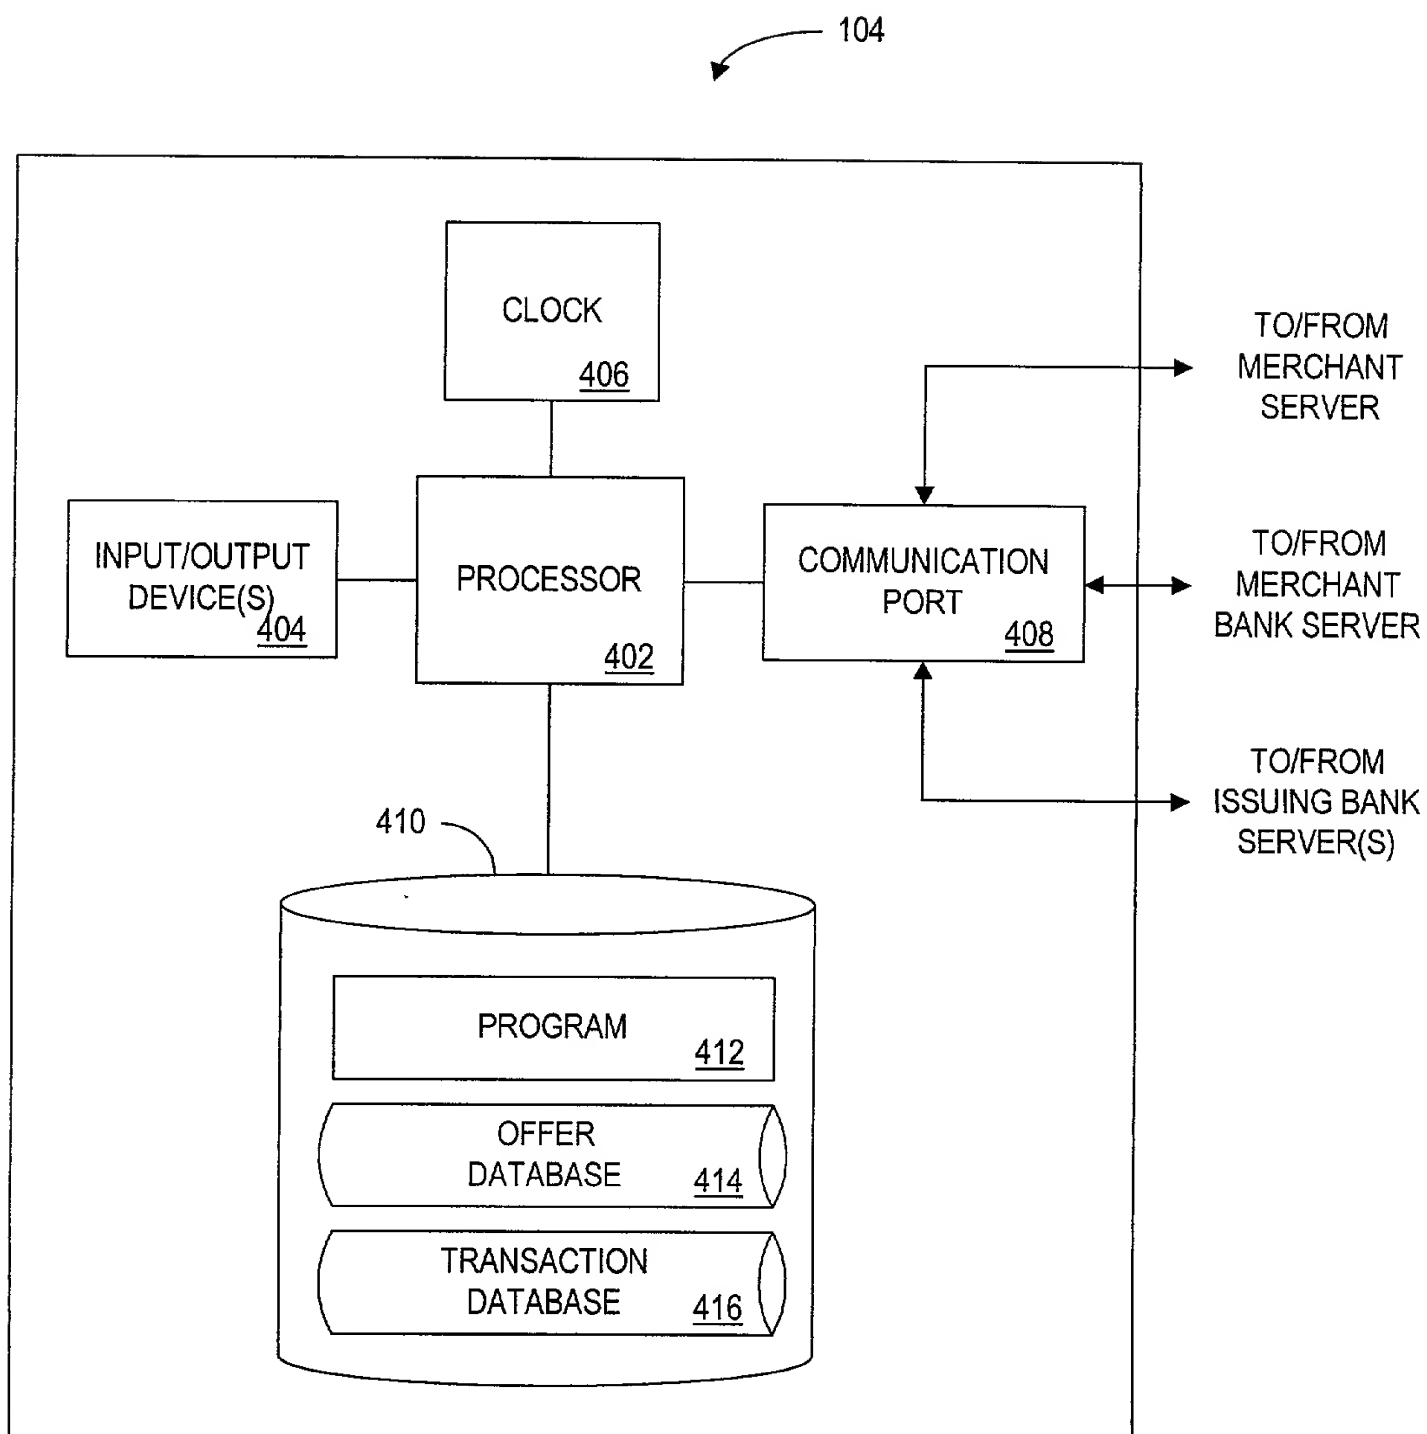 104
CLOCK
406
TO/FROM
MERCHANT
SERVER
INPUT/OUTPUT
DEVICE(S)
404
PROCESSOR
402
COMMUNICATION
PORT
408
TO/FROM
MERCHANT
BANK SERVER
TO/FROM
ISSUING BANK
SERVER(S)
410
PROGRAM
412
OFFER
DATABASE
414
TRANSACTION
DATABASE
416